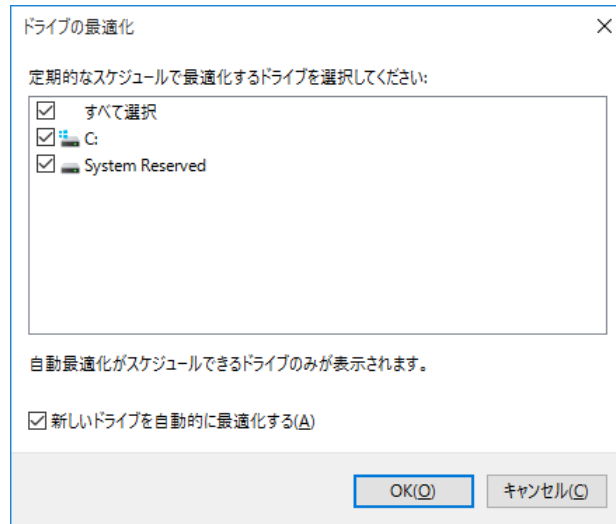 ドライブの最適化
定期的なスケジュールで最適化するドライブを選択してください:
すべて選択
C:
System Reserved
自動最適化がスケジュールできるドライブのみが表示されます。
新しいドライブを自動的に最適化する(A)
OK(O)
キャンセル(C)